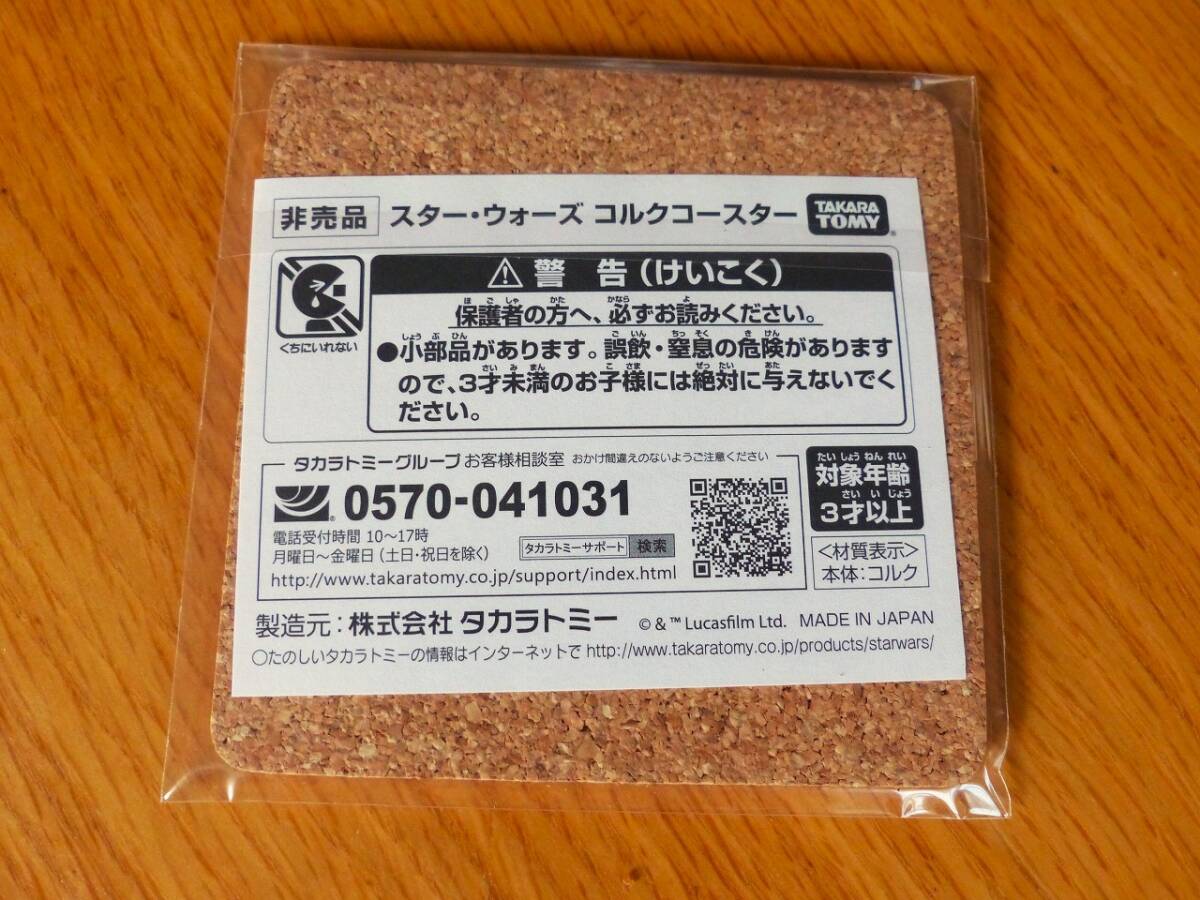 非売品 スター・ウォーズ コルクコースター TAKARA TOMY
⚠警 告(けいこく)
保護者の方へ、必ずお読みください。
くちにいれない
●小部品があります。誤飲・窒息の危険があります
ので、3才未満のお子様には絶対に与えないでく
ださい。
タカラトミーグループ お客様相談室 おかけ間違えのないようご注意ください
0570-041031
電話受付時間 10〜17時
月曜日〜金曜日(土日・祝日を除く)
タカラトミーサポート 検索
http://www.takaratomy.co.jp/support/index.html
対象年齢
3才以上
<材質表示>
本体:コルク
製造元:株式会社 タカラトミー © & ™ Lucasfilm Ltd. MADE IN JAPAN
○たのしいタカラトミーの情報はインターネットで http://www.takaratomy.co.jp/products/starwars/